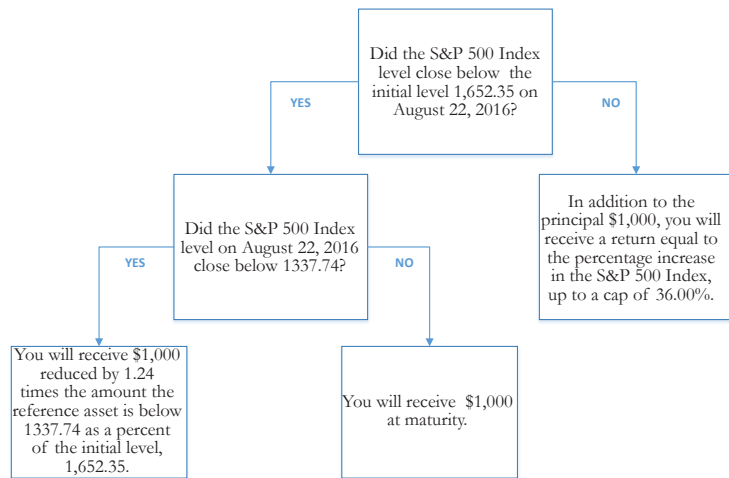 Did the S&P 500 Index
level close below the
initial level 1,652.35 on
August 22, 2016?
YES
NO
Did the S&P 500 Index
level on August 22, 2016
close below 1337.74?
In addition to the
principal $1,000, you will
receive a return equal to
the percentage increase
in the S&P 500 Index,
up to a cap of 36.00%.
YES
NO
You will receive $1,000
reduced by 1.24
times the amount the
reference asset is below
1337.74 as a percent
of the initial level,
1,652.35.
You will receive $1,000
at maturity.